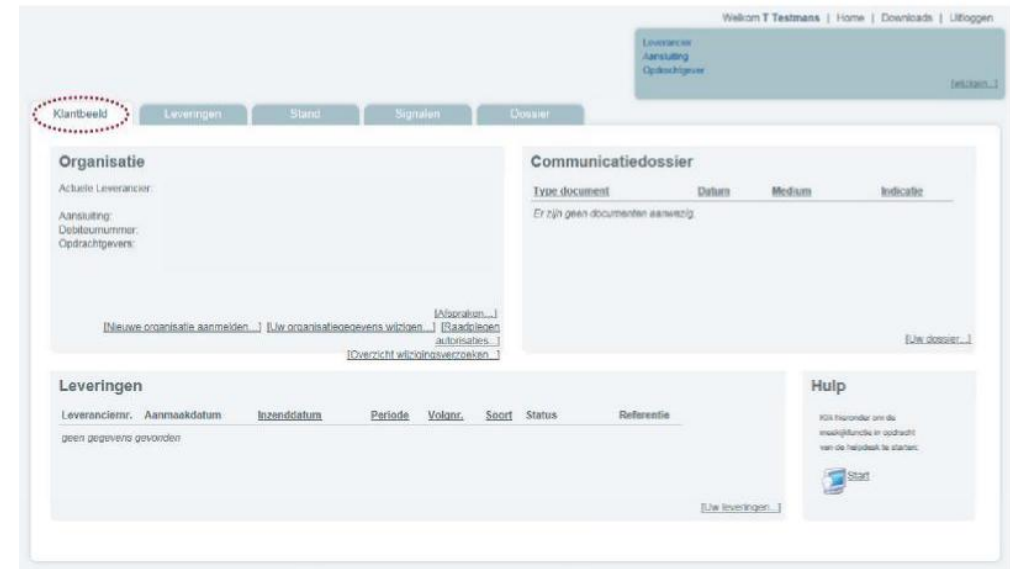 Welkom T Testmans | Home | Downloads | Uitloggen
Leverancier
Aansluiting
Opdrachtgever
[wijzigen...]
Klantbeeld
Leveringen
Stand
Signalen
Dossier
Organisatie
Actuele Leverancier:
Aansluiting:
Debiteurnummer:
Opdrachtgevers:
[Afspraken....]
[Nieuwe organisatie aanmelden....] [Uw organisatiegegevens wijzigen....] [Raadplegen
autorisaties...]
[Overzicht wijzigingsverzoeken...]
Communicatiedossier
Type document Datum Medium Indicatie
Er zijn geen documenten aanwezig.
[Uw dossier...]
Leveringen
Leveranciernr. Aanmaakdatum Inzenddatum Periode Volgnr. Soort Status Referentie
geen gegevens gevonden
[Uw leveringen...]
Hulp
Klik hieronder om de
meekijkfunctie in opdracht
van de helpdesk te starten:
Start